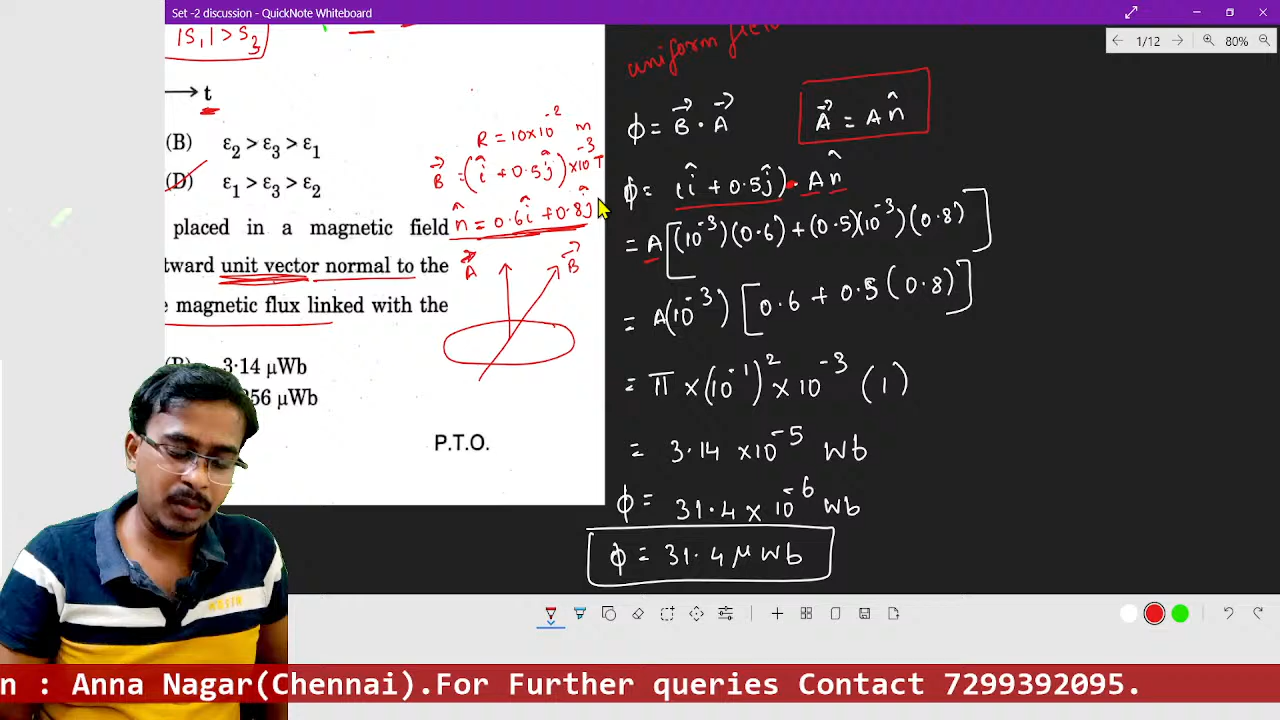 Set -2 discussion - QuickNote Whiteboard
1/12
80%
|S₁| > S₃
→ t
(B) ε₂ > ε₃ > ε₁
(D) ε₁ > ε₃ > ε₂
placed in a magnetic field
tward unit vector normal to the
e magnetic flux linked with the
(B) 3·14 μWb
256 μWb
P.T.O.
R = 10×10⁻² m
B⃗ = (î + 0.5ĵ)×10⁻³ T
n̂ = 0.6î + 0.8ĵ
A⃗
B⃗
uniform field
ϕ = B⃗ · A⃗
A⃗ = A n̂
ϕ = (î + 0.5ĵ) · A n̂
= A[(10⁻³)(0.6) + (0.5)(10⁻³)(0.8)]
= A(10⁻³) [0.6 + 0.5(0.8)]
= π × (10⁻¹)² × 10⁻³ (1)
= 3.14 ×10⁻⁵ Wb
ϕ = 31.4 × 10⁻⁶ Wb
ϕ = 31.4 μ Wb
n : Anna Nagar(Chennai).For Further queries Contact 7299392095.